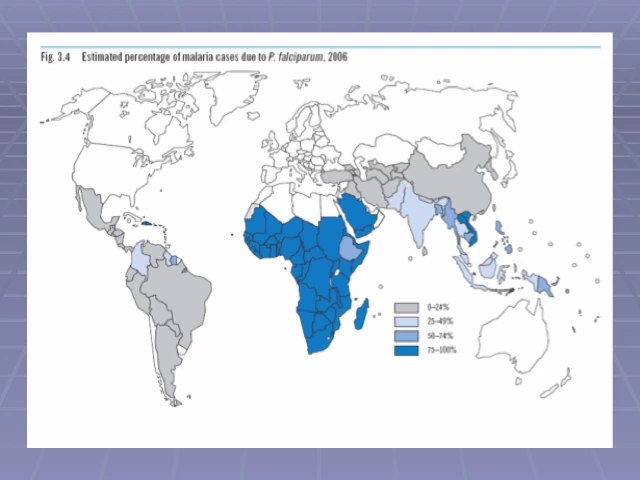 Fig. 3.4 Estimated percentage of malaria cases due to P. falciparum, 2006
0–24%
25–49%
50–74%
75–100%